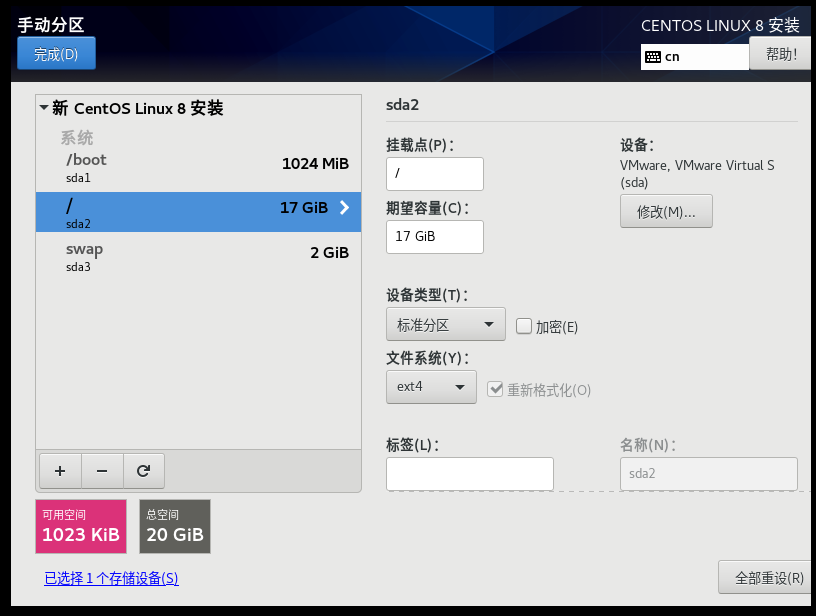 手动分区
CENTOS LINUX 8 安装
完成(D)
cn
帮助!
新 CentOS Linux 8 安装
系统
/boot
1024 MiB
sda1
/
17 GiB
sda2
swap
2 GiB
sda3
+ −
可用空间
1023 KiB
总空间
20 GiB
已选择 1 个存储设备(S)
sda2
挂载点(P)：
/
期望容量(C)：
17 GiB
设备：
VMware, VMware Virtual S
(sda)
修改(M)...
设备类型(T)：
标准分区
加密(E)
文件系统(Y)：
ext4
重新格式化(O)
标签(L)：
名称(N)：
sda2
全部重设(R)